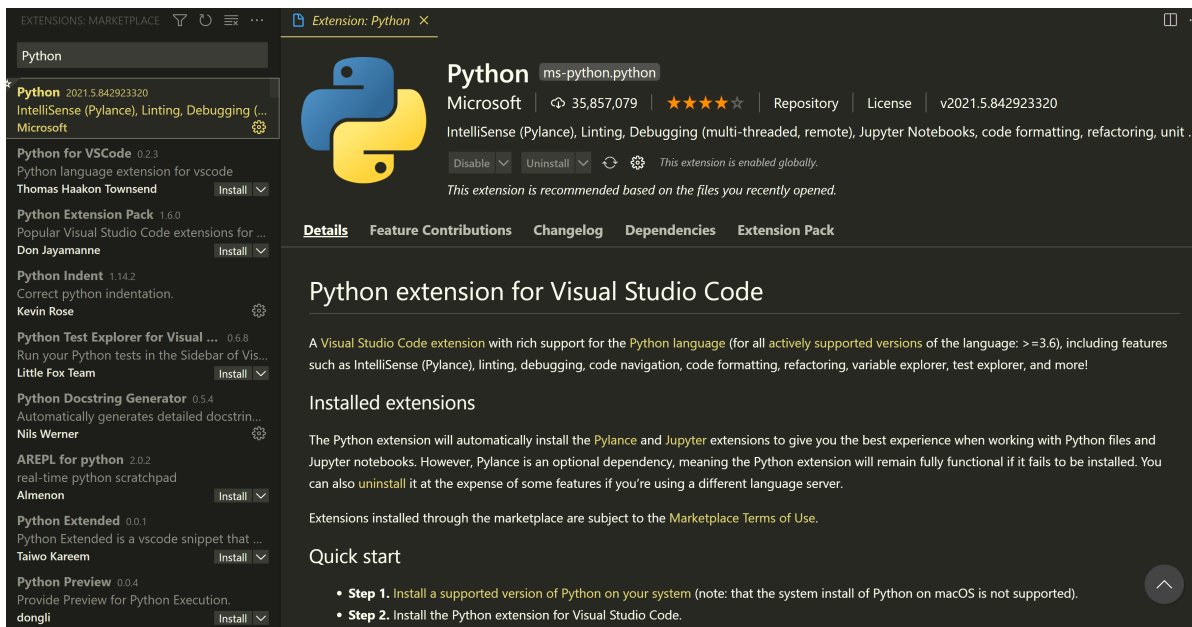 EXTENSIONS: MARKETPLACE
Python
Python 2021.5.842923320
IntelliSense (Pylance), Linting, Debugging (...
Microsoft
Python for VSCode 0.2.3
Python language extension for vscode
Thomas Haakon Townsend Install
Python Extension Pack 1.6.0
Popular Visual Studio Code extensions for ...
Don Jayamanne Install
Python Indent 1.14.2
Correct python indentation.
Kevin Rose
Python Test Explorer for Visual ... 0.6.8
Run your Python tests in the Sidebar of Vis...
Little Fox Team Install
Python Docstring Generator 0.5.4
Automatically generates detailed docstrin...
Nils Werner
AREPL for python 2.0.2
real-time python scratchpad
Almenon Install
Python Extended 0.0.1
Python Extended is a vscode snippet that ...
Taiwo Kareem Install
Python Preview 0.0.4
Provide Preview for Python Execution.
dongli Install
Extension: Python
Python ms-python.python
Microsoft 35,857,079 Repository License v2021.5.842923320
IntelliSense (Pylance), Linting, Debugging (multi-threaded, remote), Jupyter Notebooks, code formatting, refactoring, unit .
Disable Uninstall This extension is enabled globally.
This extension is recommended based on the files you recently opened.
Details Feature Contributions Changelog Dependencies Extension Pack
Python extension for Visual Studio Code
A Visual Studio Code extension with rich support for the Python language (for all actively supported versions of the language: >=3.6), including features
such as IntelliSense (Pylance), linting, debugging, code navigation, code formatting, refactoring, variable explorer, test explorer, and more!
Installed extensions
The Python extension will automatically install the Pylance and Jupyter extensions to give you the best experience when working with Python files and
Jupyter notebooks. However, Pylance is an optional dependency, meaning the Python extension will remain fully functional if it fails to be installed. You
can also uninstall it at the expense of some features if you're using a different language server.
Extensions installed through the marketplace are subject to the Marketplace Terms of Use.
Quick start
• Step 1. Install a supported version of Python on your system (note: that the system install of Python on macOS is not supported).
• Step 2. Install the Python extension for Visual Studio Code.